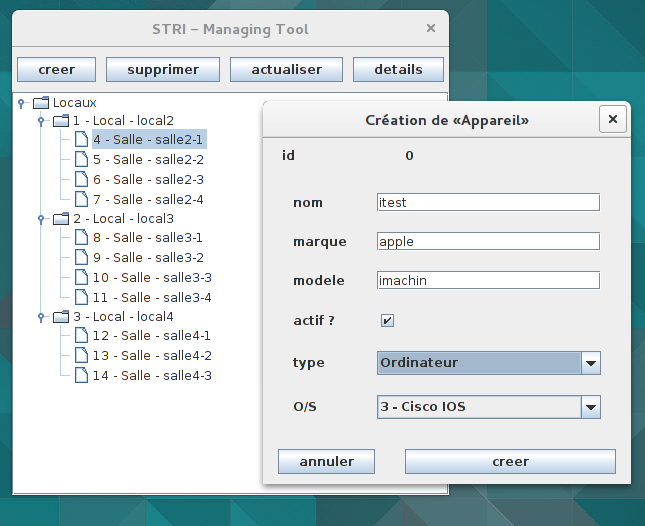 STRI – Managing Tool
creer supprimer actualiser details
Locaux
1 - Local - local2
4 - Salle - salle2-1
5 - Salle - salle2-2
6 - Salle - salle2-3
7 - Salle - salle2-4
2 - Local - local3
8 - Salle - salle3-1
9 - Salle - salle3-2
10 - Salle - salle3-3
11 - Salle - salle3-4
3 - Local - local4
12 - Salle - salle4-1
13 - Salle - salle4-2
14 - Salle - salle4-3
Création de «Appareil»
id 0
nom itest
marque apple
modele imachin
actif ?
type Ordinateur
O/S 3 - Cisco IOS
annuler creer